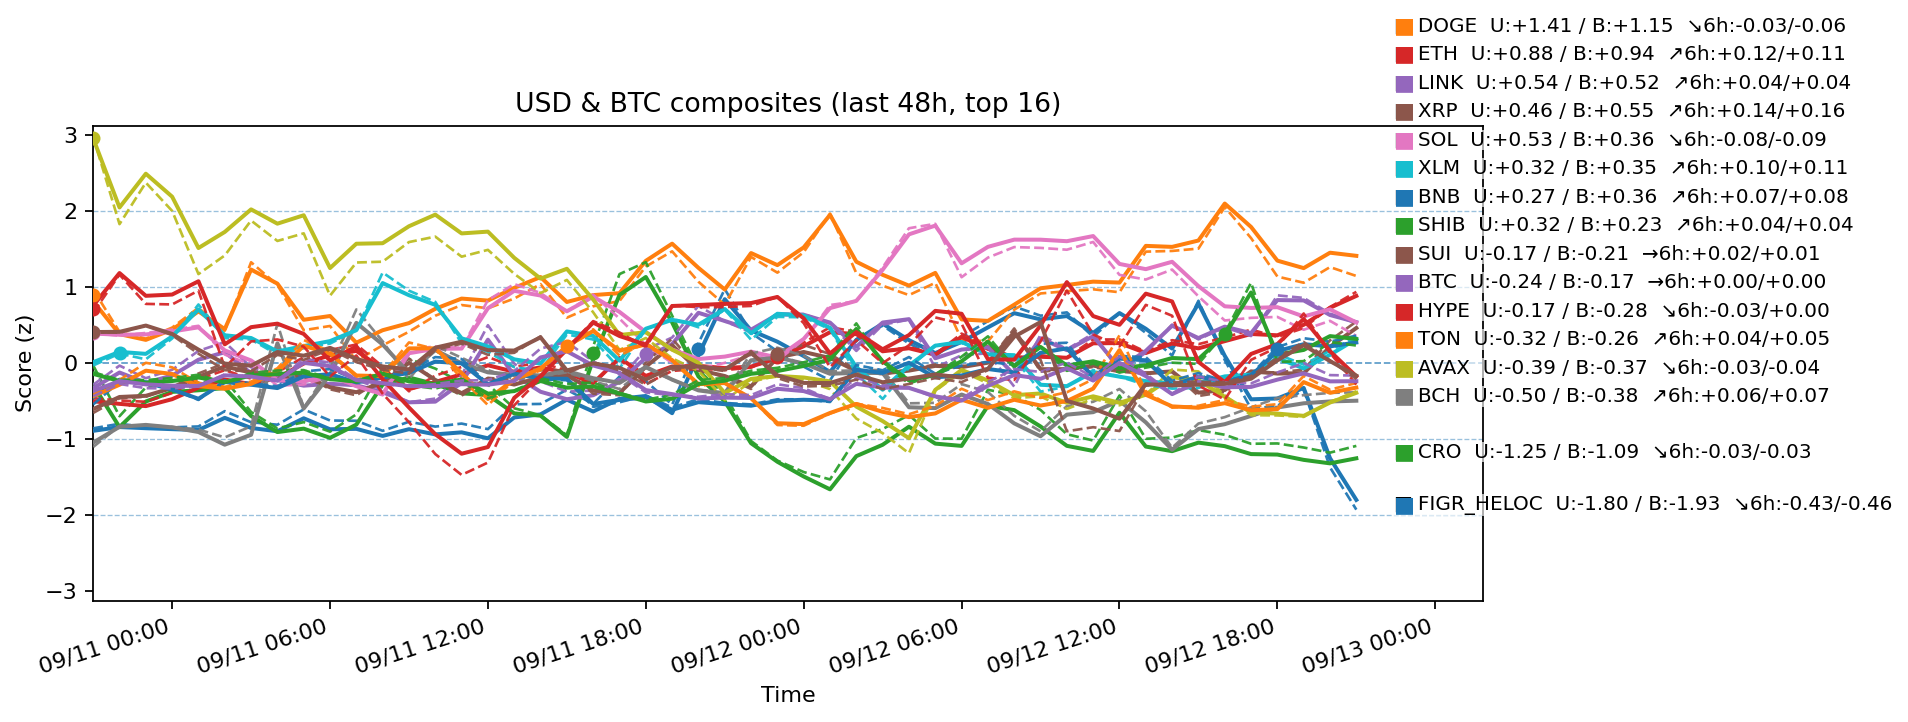 DOGE  U:+1.41 / B:+1.15  ↘6h:-0.03/-0.06
ETH  U:+0.88 / B:+0.94  ↗6h:+0.12/+0.11
LINK  U:+0.54 / B:+0.52  ↗6h:+0.04/+0.04
USD & BTC composites (last 48h, top 16)
XRP  U:+0.46 / B:+0.55  ↗6h:+0.14/+0.16
SOL  U:+0.53 / B:+0.36  ↘6h:-0.08/-0.09
XLM  U:+0.32 / B:+0.35  ↗6h:+0.10/+0.11
BNB  U:+0.27 / B:+0.36  ↗6h:+0.07/+0.08
SHIB  U:+0.32 / B:+0.23  ↗6h:+0.04/+0.04
SUI  U:-0.17 / B:-0.21  →6h:+0.02/+0.01
BTC  U:-0.24 / B:-0.17  →6h:+0.00/+0.00
HYPE  U:-0.17 / B:-0.28  ↘6h:-0.03/+0.00
TON  U:-0.32 / B:-0.26  ↗6h:+0.04/+0.05
AVAX  U:-0.39 / B:-0.37  ↘6h:-0.03/-0.04
BCH  U:-0.50 / B:-0.38  ↗6h:+0.06/+0.07
CRO  U:-1.25 / B:-1.09  ↘6h:-0.03/-0.03
FIGR_HELOC  U:-1.80 / B:-1.93  ↘6h:-0.43/-0.46
Score (z)
3
2
1
0
−1
−2
−3
09/11 00:00
09/11 06:00
09/11 12:00
09/11 18:00
09/12 00:00
09/12 06:00
09/12 12:00
09/12 18:00
09/13 00:00
Time